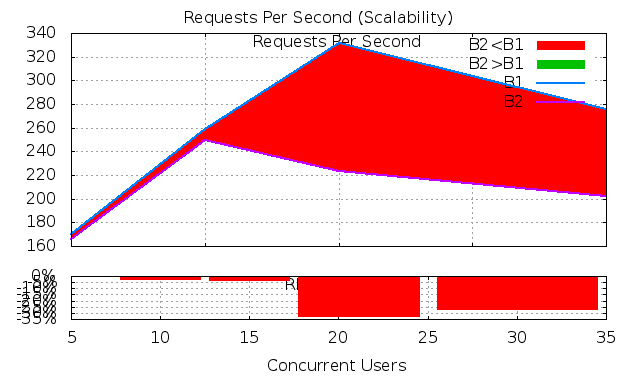 Requests Per Second (Scalability)
Requests Per Second
B2<B1
B2>B1
B1
B2
340
320
300
280
260
240
220
200
180
160
0%
-35%
5
10
15
20
25
30
35
Concurrent Users